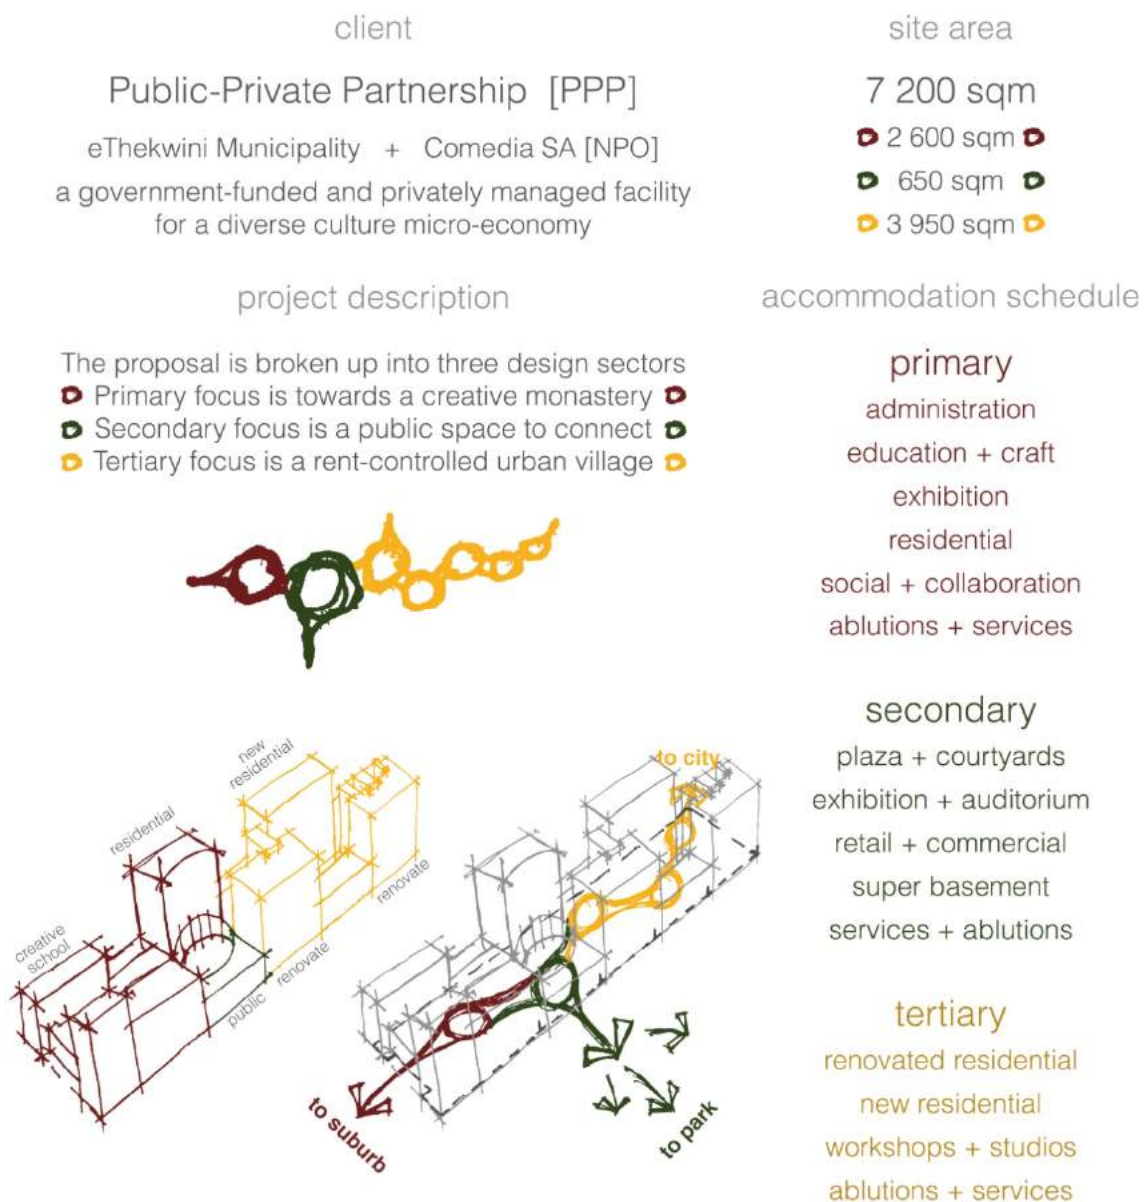 client
Public-Private Partnership [PPP]
eThekwini Municipality + Comedia SA [NPO]
a government-funded and privately managed facility
for a diverse culture micro-economy
site area
7 200 sqm
2 600 sqm
650 sqm
3 950 sqm
project description
The proposal is broken up into three design sectors
Primary focus is towards a creative monastery
Secondary focus is a public space to connect
Tertiary focus is a rent-controlled urban village
accommodation schedule
primary
administration
education + craft
exhibition
residential
social + collaboration
ablutions + services
secondary
plaza + courtyards
exhibition + auditorium
retail + commercial
super basement
services + ablutions
tertiary
renovated residential
new residential
workshops + studios
ablutions + services
new
residential
residential
creative
school
public
renovate
renovate
to city
to suburb
to park